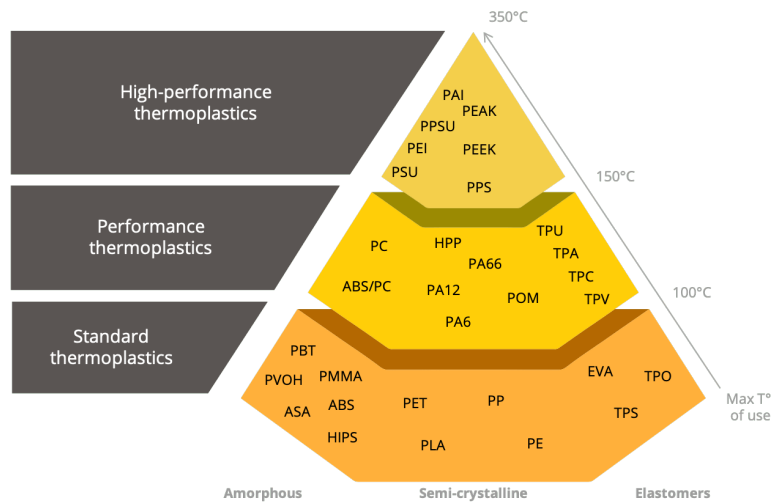 350°C
High-performance
thermoplastics
PAI
PEAK
PPSU
PEI
PEEK
PSU
PPS
150°C
Performance
thermoplastics
PC
HPP
TPU
PA66
TPA
ABS/PC
PA12
TPC
POM
TPV
PA6
100°C
Standard
thermoplastics
PBT
PVOH
PMMA
ASA
ABS
HIPS
PET
PP
PLA
PE
EVA
TPO
TPS
Max T°
of use
Amorphous
Semi-crystalline
Elastomers